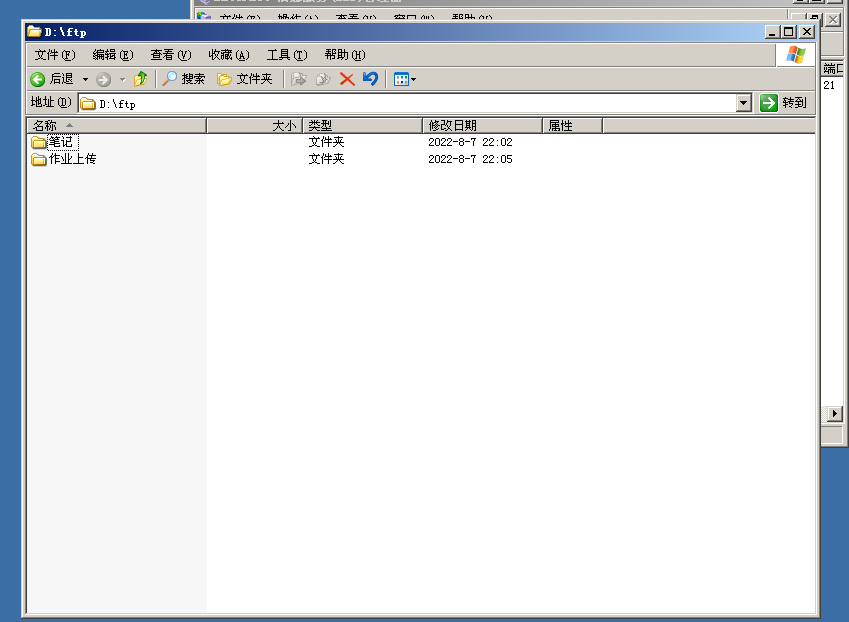 D:\ftp
文件(F) 编辑(E) 查看(V) 收藏(A) 工具(T) 帮助(H)
后退 搜索 文件夹
地址(D) D:\ftp 转到
名称 大小 类型 修改日期 属性
笔记 文件夹 2022-8-7 22:02
作业上传 文件夹 2022-8-7 22:05
端口
21